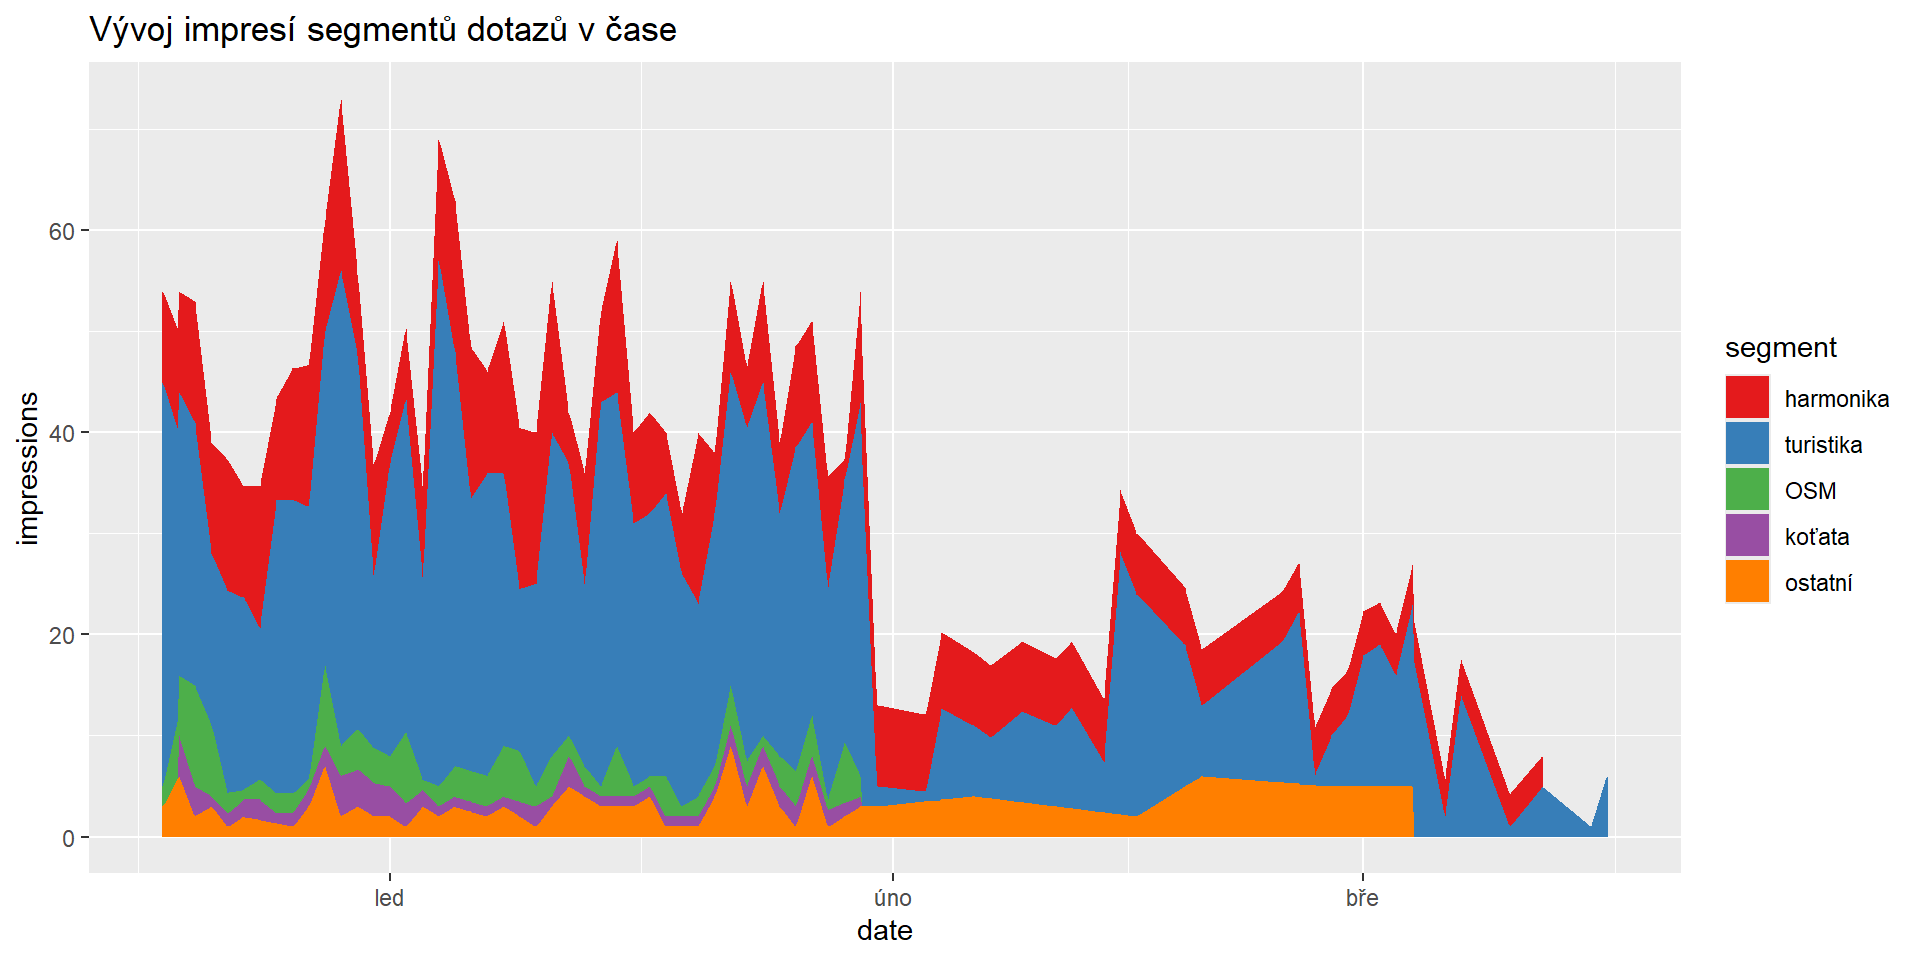 Vývoj impresí segmentů dotazů v čase
impressions
60
40
20
0
led
úno
bře
date
segment
harmonika
turistika
OSM
koťata
ostatní